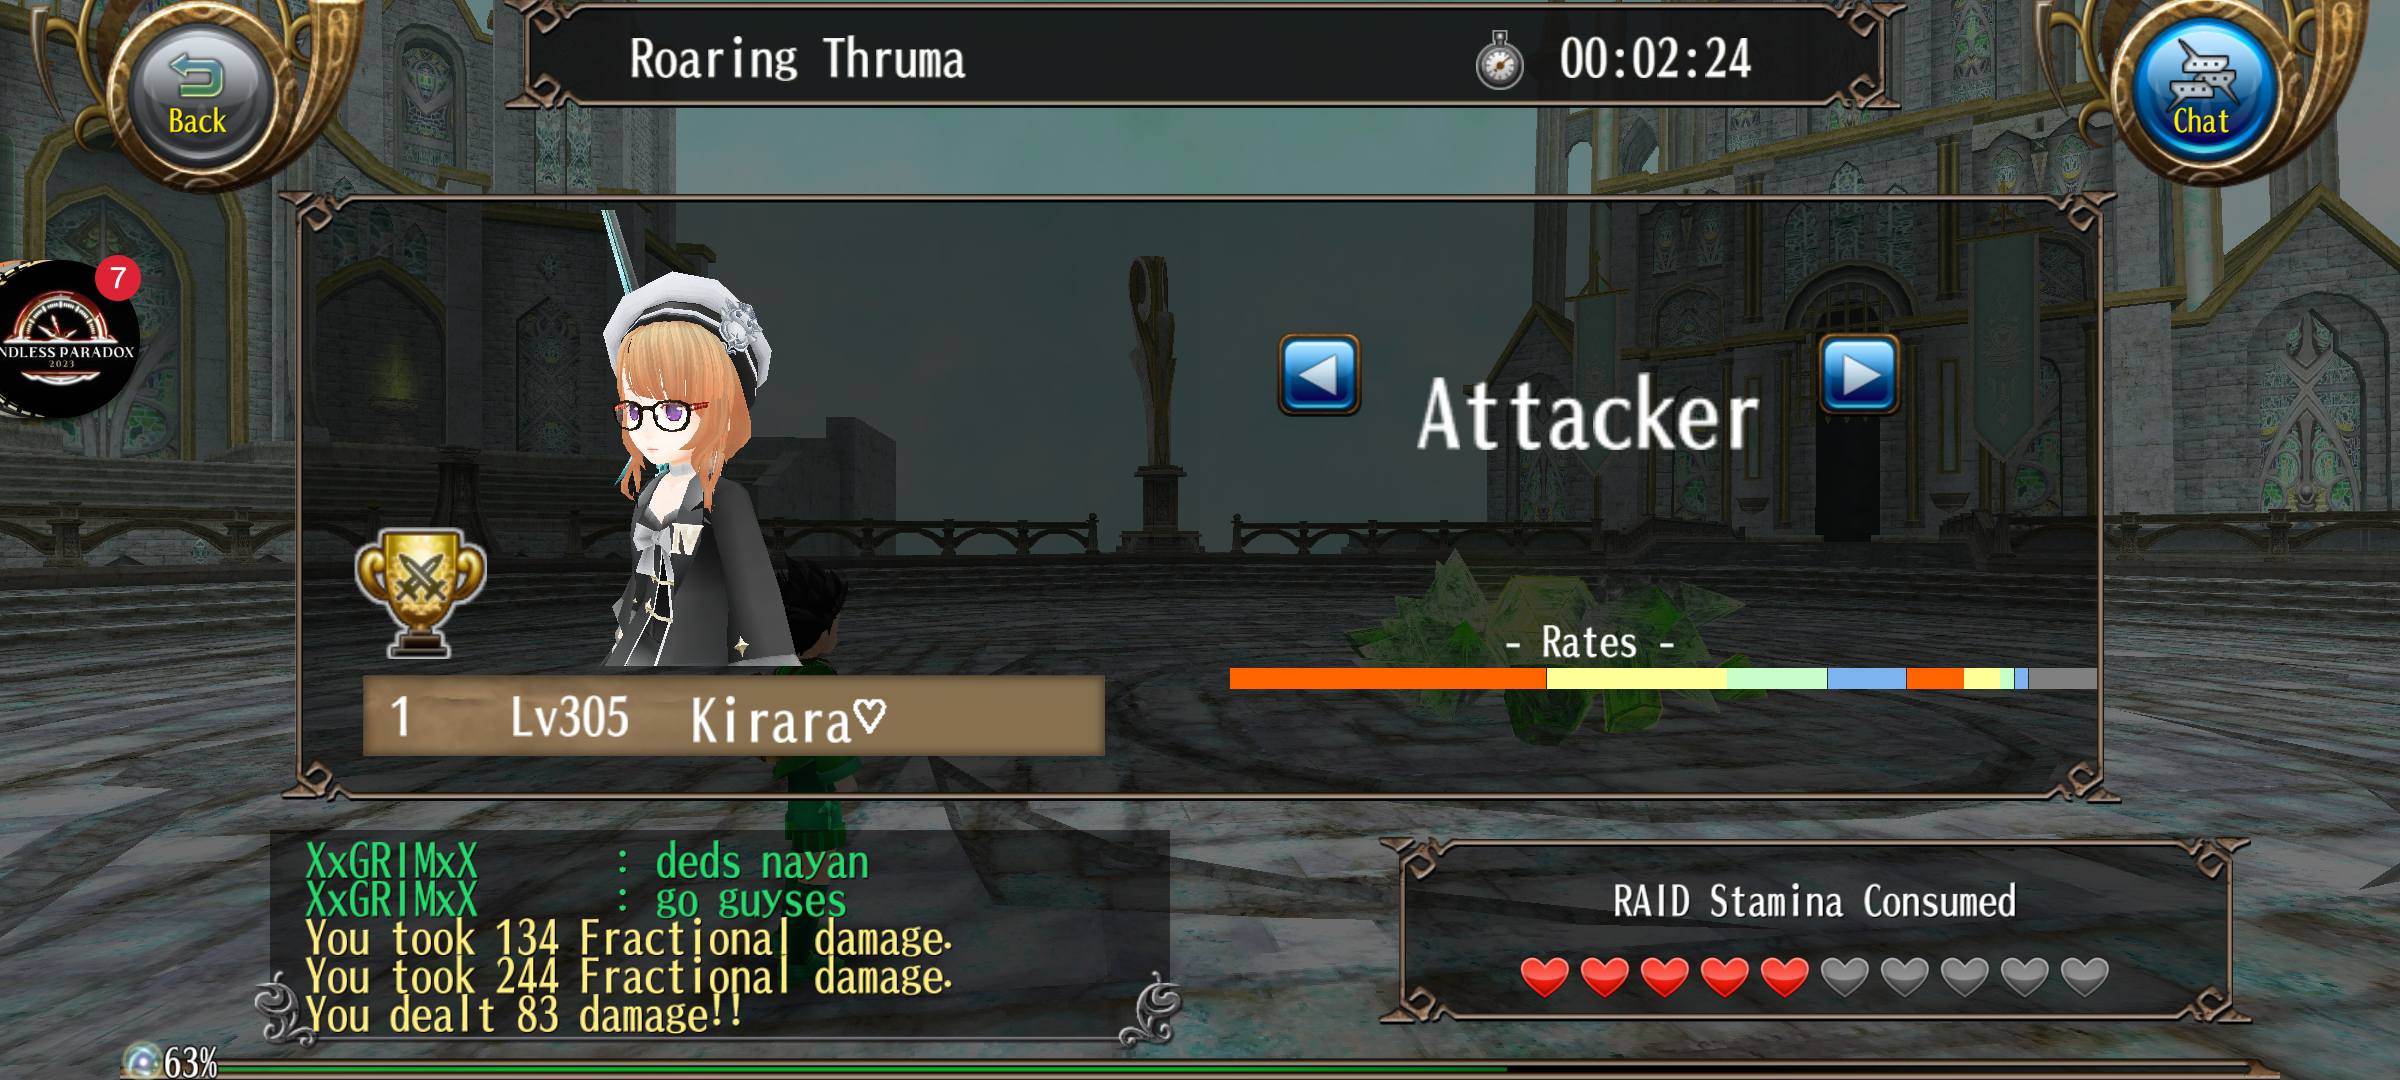 Back
Roaring Thruma
00:02:24
Chat
7
NDLESS PARADOX
2023
Attacker
- Rates -
1 Lv305 Kirara♡
XxGRIMxX : deds nayan
XxGRIMxX : go guyses
You took 134 Fractional damage.
You took 244 Fractional damage.
You dealt 83 damage!!
RAID Stamina Consumed
63%